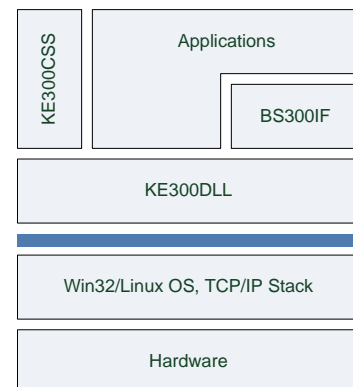 KE300CSS
Applications
BS300IF
KE300DLL
Win32/Linux OS, TCP/IP Stack
Hardware